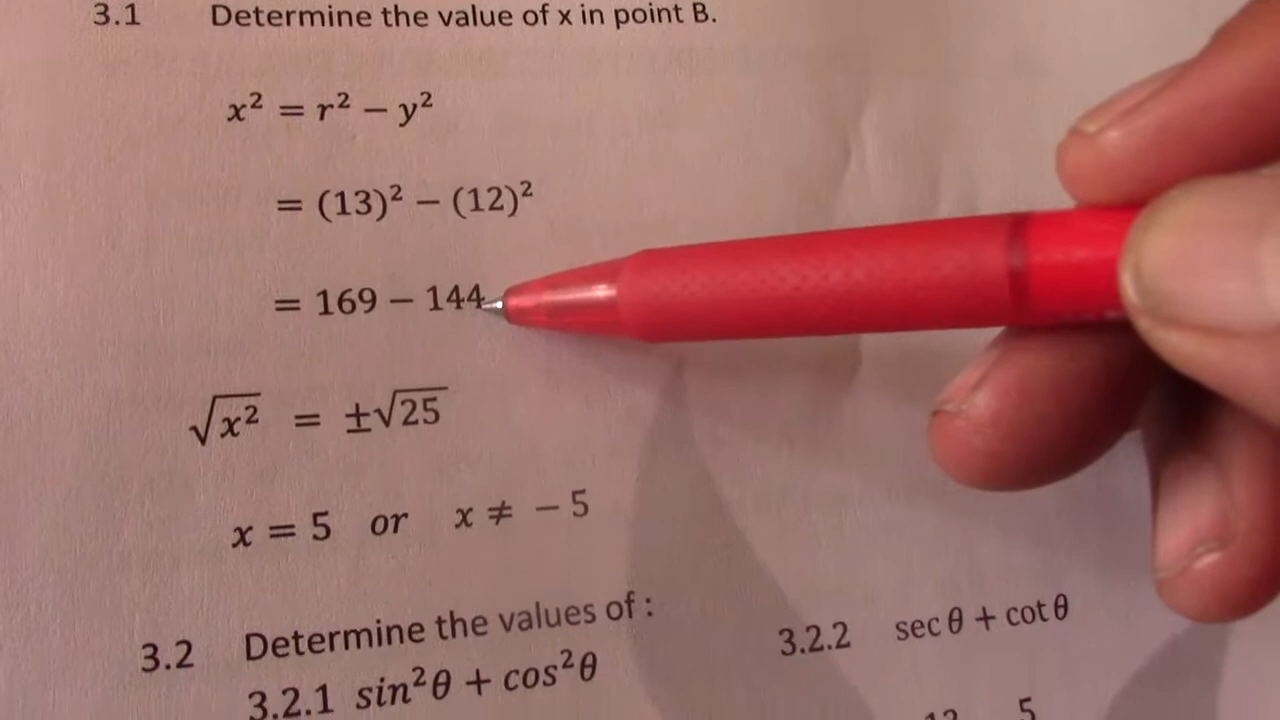 3.1 Determine the value of x in point B.
x² = r² − y²
= (13)² − (12)²
= 169 − 144
√x² = ±√25
x = 5 or x ≠ − 5
3.2 Determine the values of :
3.2.1 sin²θ + cos²θ
3.2.2 sec θ + cot θ
12 5